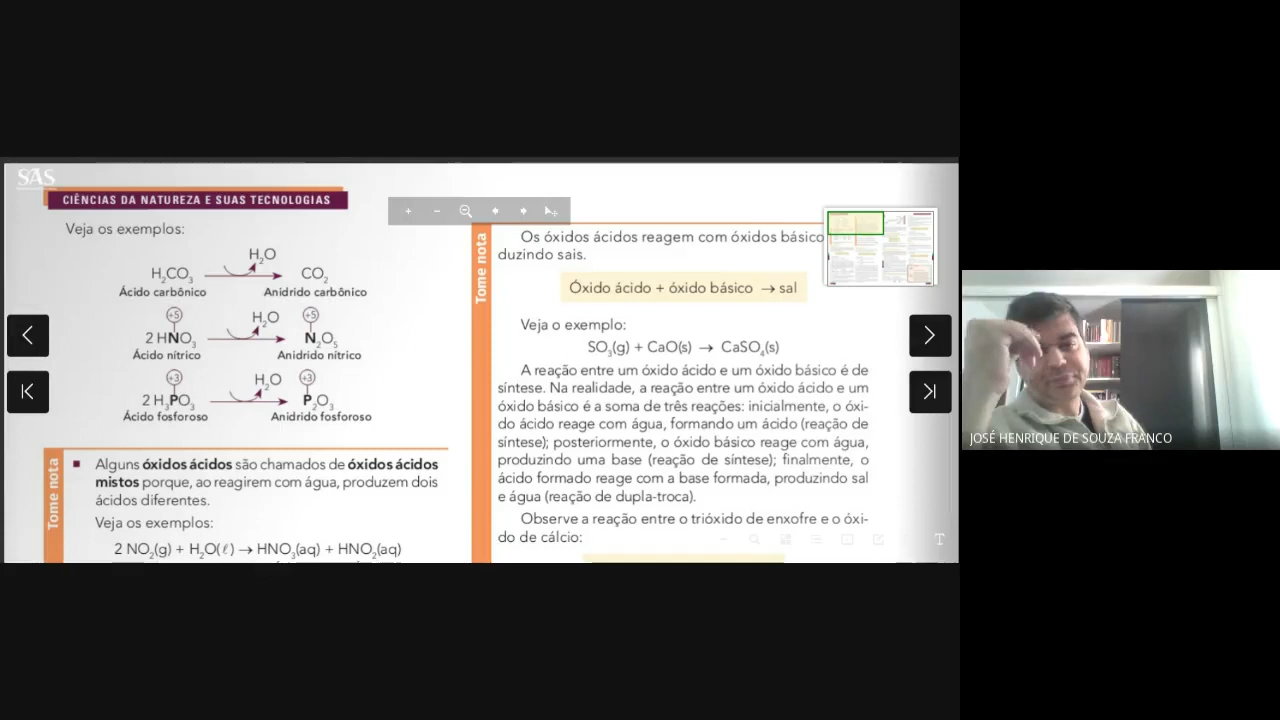 SAS
CIÊNCIAS DA NATUREZA E SUAS TECNOLOGIAS
Veja os exemplos:
H₂O
H₂CO₃ CO₂
Ácido carbônico Anidrido carbônico
+5 H₂O +5
2 HNO₃ N₂O₅
Ácido nítrico Anidrido nítrico
+3 H₂O +3
2 H₃PO₃ P₂O₃
Ácido fosforoso Anidrido fosforoso
Tome nota
■ Alguns óxidos ácidos são chamados de óxidos ácidos
mistos porque, ao reagirem com água, produzem dois
ácidos diferentes.
Veja os exemplos:
2 NO₂(g) + H₂O(ℓ) → HNO₃(aq) + HNO₂(aq)
Tome nota
Os óxidos ácidos reagem com óxidos básico
duzindo sais.
Óxido ácido + óxido básico → sal
Veja o exemplo:
SO₃(g) + CaO(s) → CaSO₄(s)
A reação entre um óxido ácido e um óxido básico é de
síntese. Na realidade, a reação entre um óxido ácido e um
óxido básico é a soma de três reações: inicialmente, o óxi-
do ácido reage com água, formando um ácido (reação de
síntese); posteriormente, o óxido básico reage com água,
produzindo uma base (reação de síntese); finalmente, o
ácido formado reage com a base formada, produzindo sal
e água (reação de dupla-troca).
Observe a reação entre o trióxido de enxofre e o óxi-
do de cálcio:
T
JOSÉ HENRIQUE DE SOUZA FRANCO